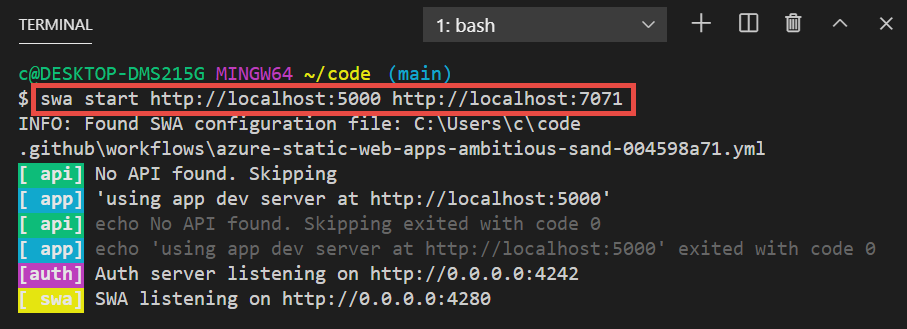 TERMINAL
1: bash
c@DESKTOP-DMS215G MINGW64 ~/code (main)
$ swa start http://localhost:5000 http://localhost:7071
INFO: Found SWA configuration file: C:\Users\c\code
.github\workflows\azure-static-web-apps-ambitious-sand-004598a71.yml
[ api] No API found. Skipping
[ app] 'using app dev server at http://localhost:5000'
[ api] echo No API found. Skipping exited with code 0
[ app] echo 'using app dev server at http://localhost:5000' exited with code 0
[auth] Auth server listening on http://0.0.0.0:4242
[ swa] SWA listening on http://0.0.0.0:4280